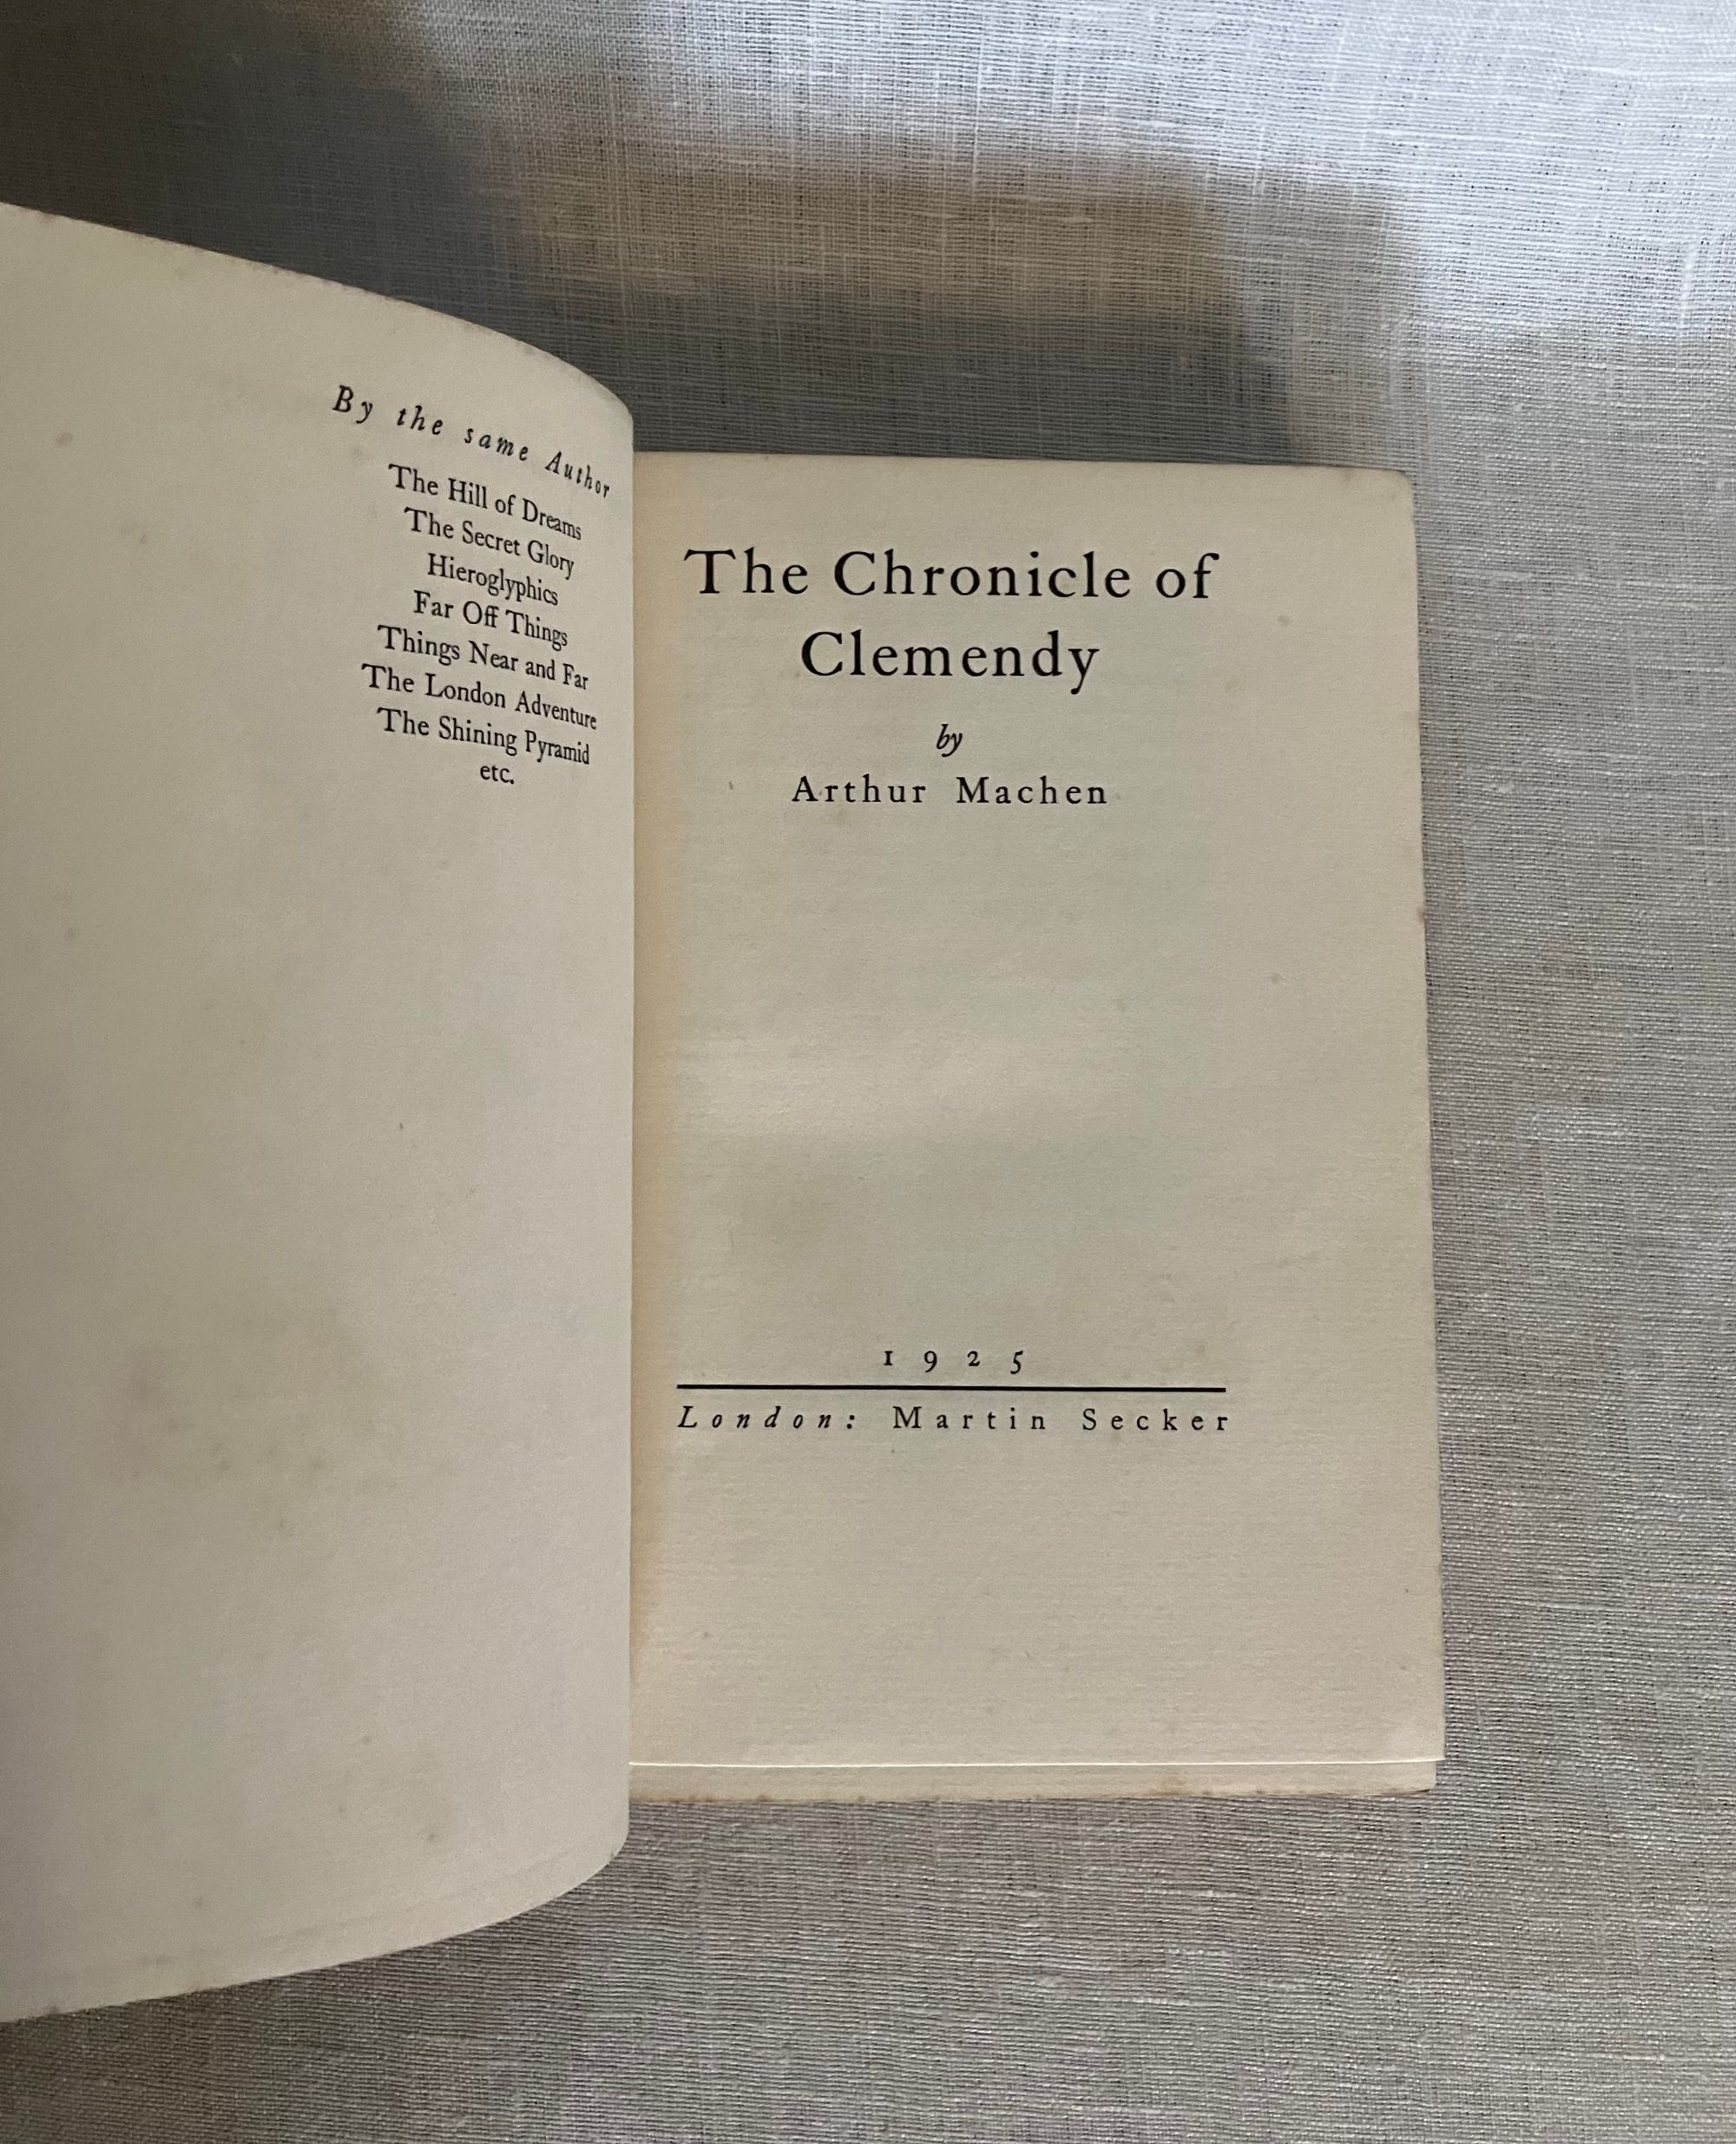 By the same Author
The Hill of Dreams
The Secret Glory
Hieroglyphics
Far Off Things
Things Near and Far
The London Adventure
The Shining Pyramid
etc.
The Chronicle of
Clemendy
by
Arthur Machen
1925
London: Martin Secker